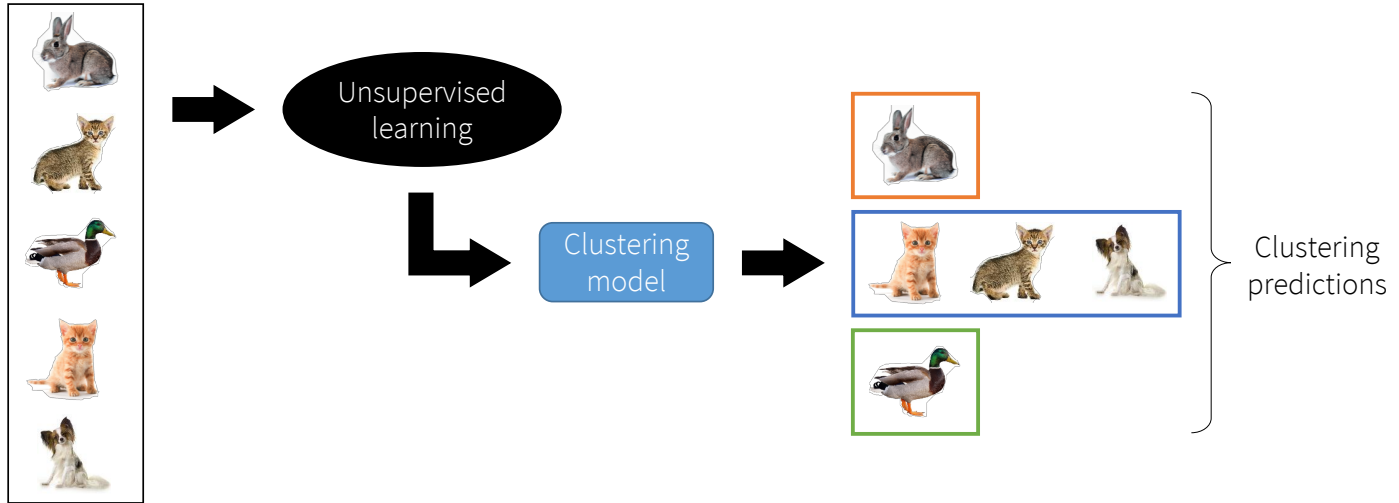 Unsupervised
learning
Clustering
model
Clustering
predictions